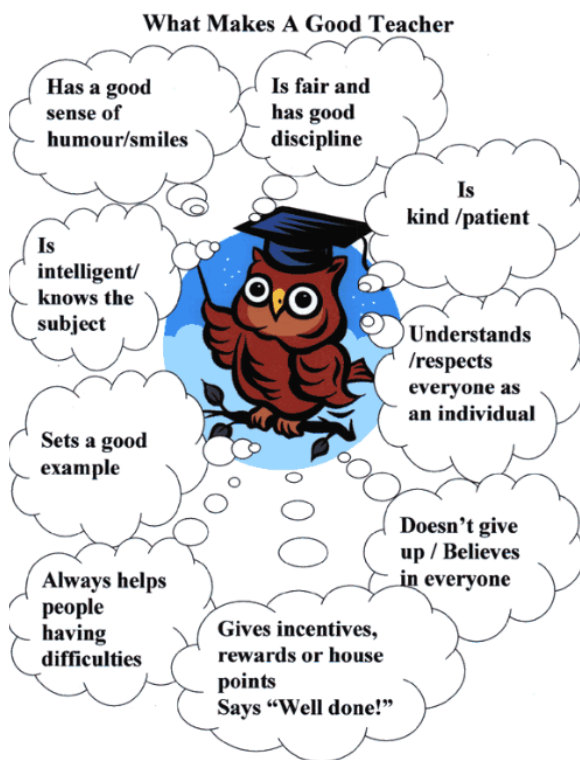 What Makes A Good Teacher
Has a good
sense of
humour/smiles
Is fair and
has good
discipline
Is
kind /patient
Is
intelligent/
knows the
subject
Understands
/respects
everyone as
an individual
Sets a good
example
Doesn't give
up / Believes
in everyone
Always helps
people
having
difficulties
Gives incentives,
rewards or house
points
Says “Well done!”